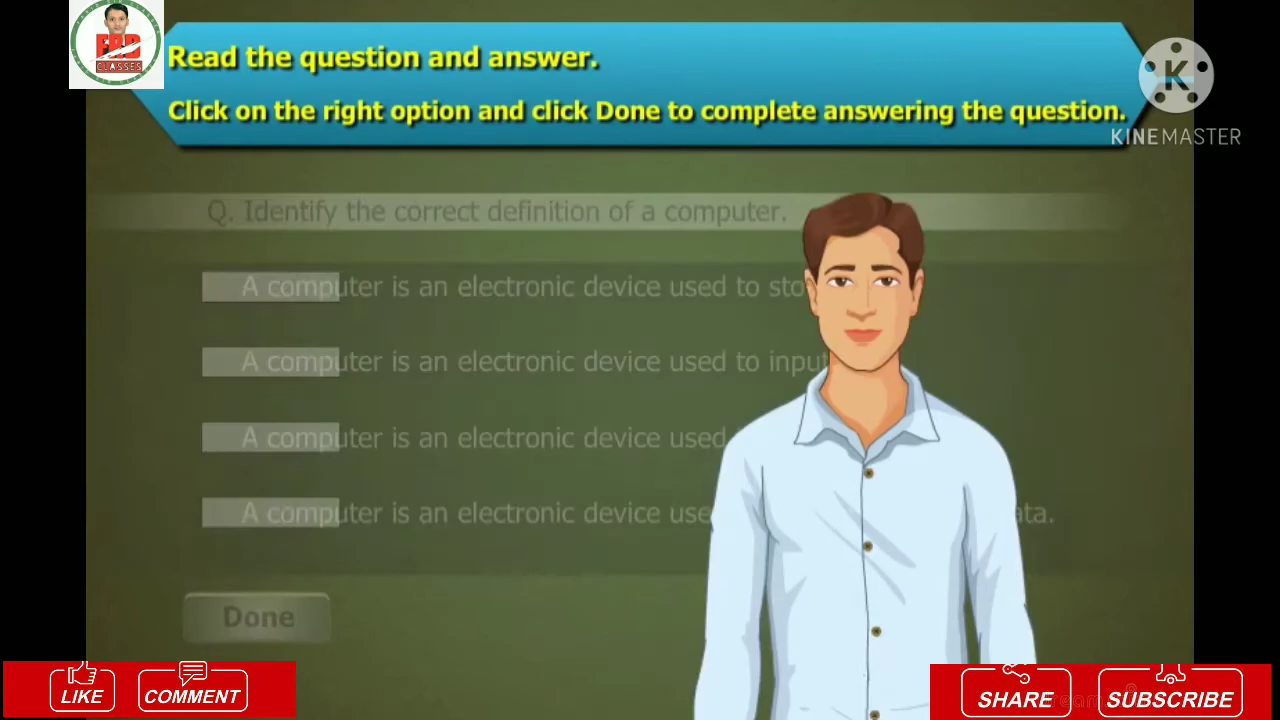 FRB
CLASSES
Read the question and answer.
Click on the right option and click Done to complete answering the question.
K
KINEMASTER
Q. Identify the correct definition of a computer.
A computer is an electronic device used to sto
A computer is an electronic device used to input
A computer is an electronic device used
A computer is an electronic device use ata.
Done
LIKE
COMMENT
SHARE
SUBSCRIBE